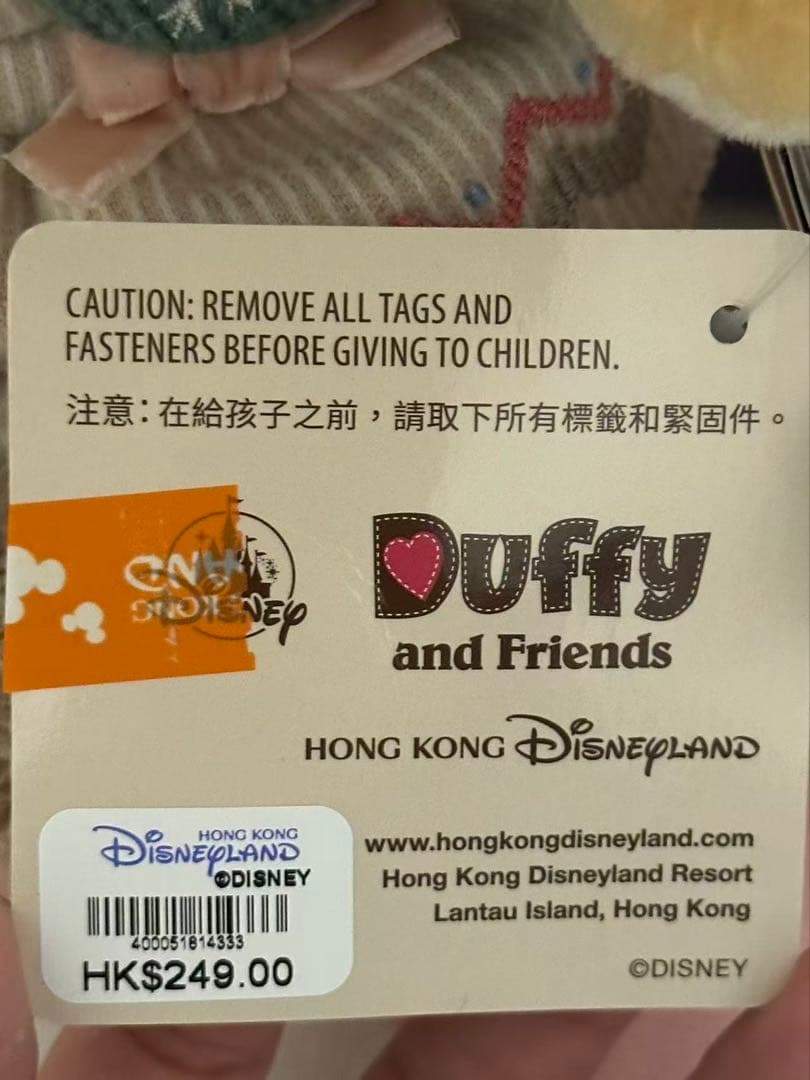 CAUTION: REMOVE ALL TAGS AND
FASTENERS BEFORE GIVING TO CHILDREN.
注意：在給孩子之前，請取下所有標籤和緊固件。
DISNEY
Duffy
and Friends
HONG KONG DISNEYLAND
HONG KONG
DISNEYLAND
©DISNEY
400051814333
HK$249.00
www.hongkongdisneyland.com
Hong Kong Disneyland Resort
Lantau Island, Hong Kong
©DISNEY